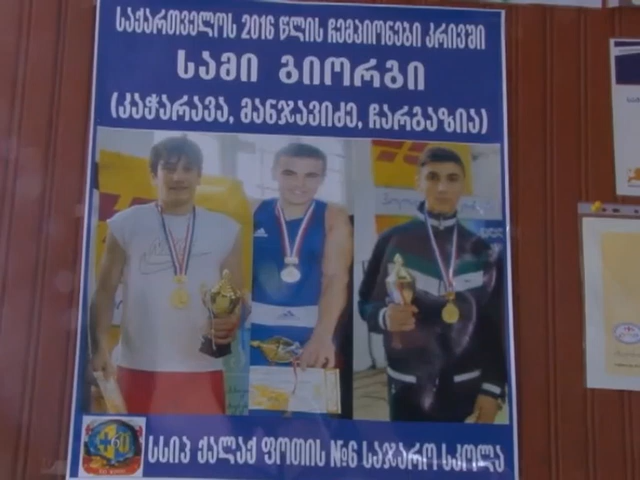 საქართველოს 2016 წლის ჩემპიონები კრივში
სამი გიორგი
(კაჭარავა, მანჯავიძე, ჩარგაზია)
სსიპ ქალაქ ფოთის №6 საჯარო სკოლა